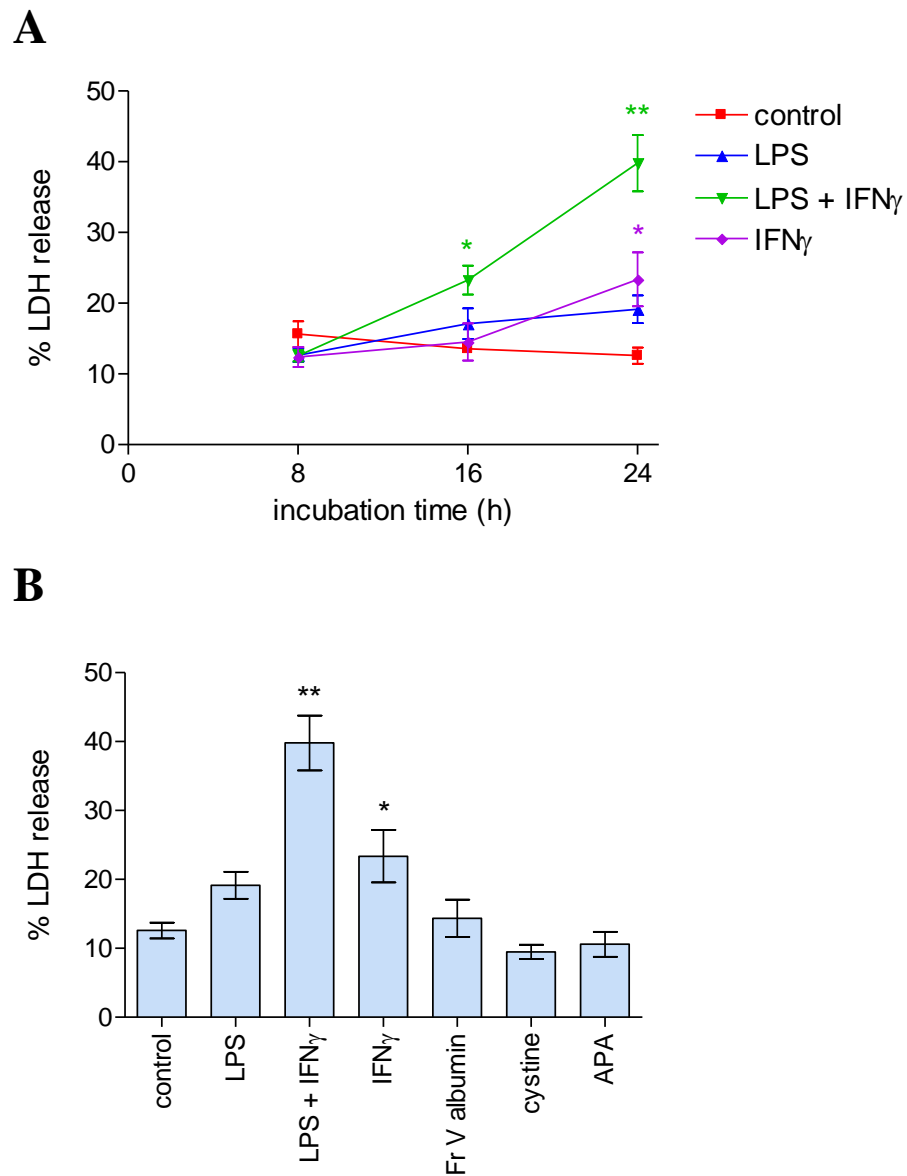 A
50
40
30
20
10
0
% LDH release
**
*
*
0
8
16
24
incubation time (h)
control
LPS
LPS + IFNγ
IFNγ
B
50
40
30
20
10
0
% LDH release
**
*
control
LPS
LPS + IFNγ
IFNγ
Fr V albumin
cystine
APA